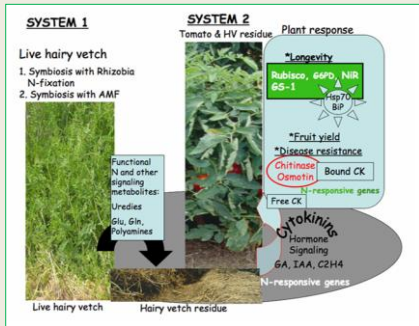 SYSTEM 1
Live hairy vetch
1. Symbiosis with Rhizobia
N-fixation
2. Symbiosis with AMF
Functional
N and other
signaling
metabolites:
Uredies
Glu, Gln,
Polyamines
Live hairy vetch
Hairy vetch residue
SYSTEM 2
Tomato & HV residue
Plant response
*Longevity
Rubisco, G6PD, NiR
GS-1
Hsp70
BiP
*Fruit yield
*Disease resistance
Chitinase
Osmotin
Bound CK
N-responsive genes
Free CK
Cytokinins
Hormone
Signaling
GA, IAA, C2H4
N-responsive genes